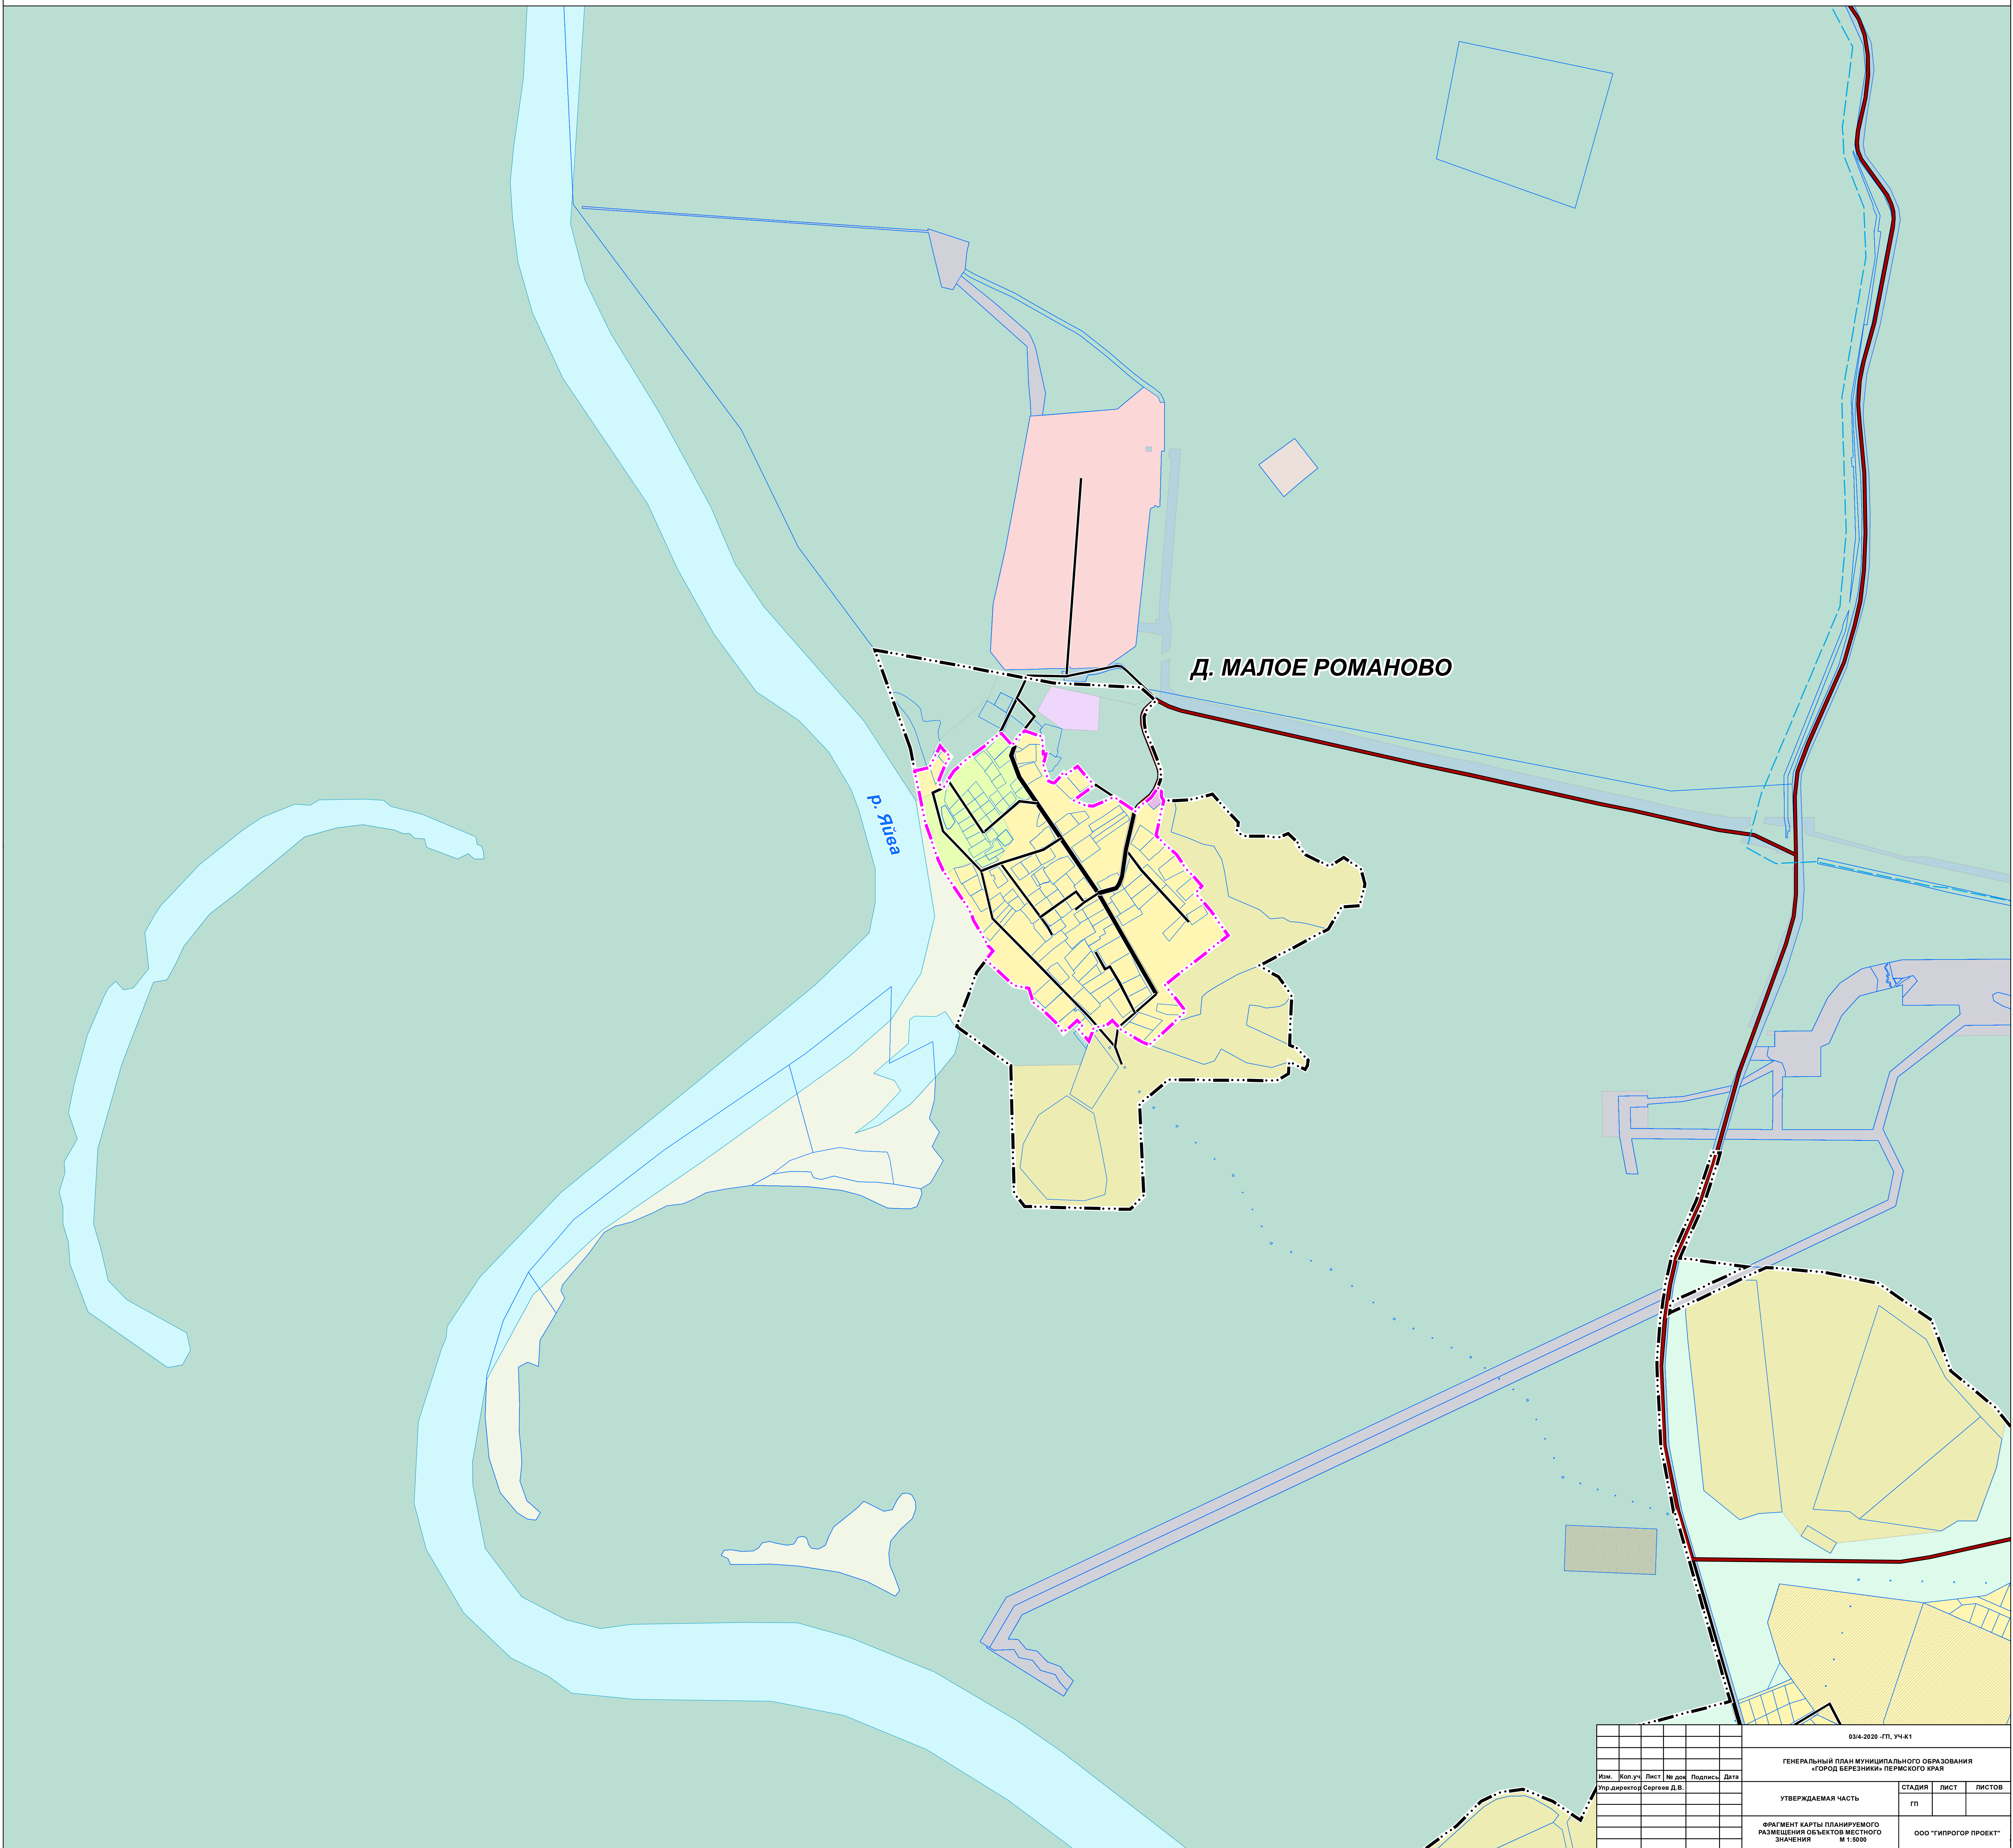 Д. МАЛОЕ РОМАНОВО
р. Яйва
03/4-2020 -ГП, УЧ-К1
ГЕНЕРАЛЬНЫЙ ПЛАН МУНИЦИПАЛЬНОГО ОБРАЗОВАНИЯ
«ГОРОД БЕРЕЗНИКИ» ПЕРМСКОГО КРАЯ
Изм. Кол.уч Лист № док Подпись Дата
Упр.директор Сергеев Д.В.
УТВЕРЖДАЕМАЯ ЧАСТЬ
СТАДИЯ ЛИСТ ЛИСТОВ
ГП
ФРАГМЕНТ КАРТЫ ПЛАНИРУЕМОГО
РАЗМЕЩЕНИЯ ОБЪЕКТОВ МЕСТНОГО
ЗНАЧЕНИЯ М 1:5000
ООО "ГИПРОГОР ПРОЕКТ"